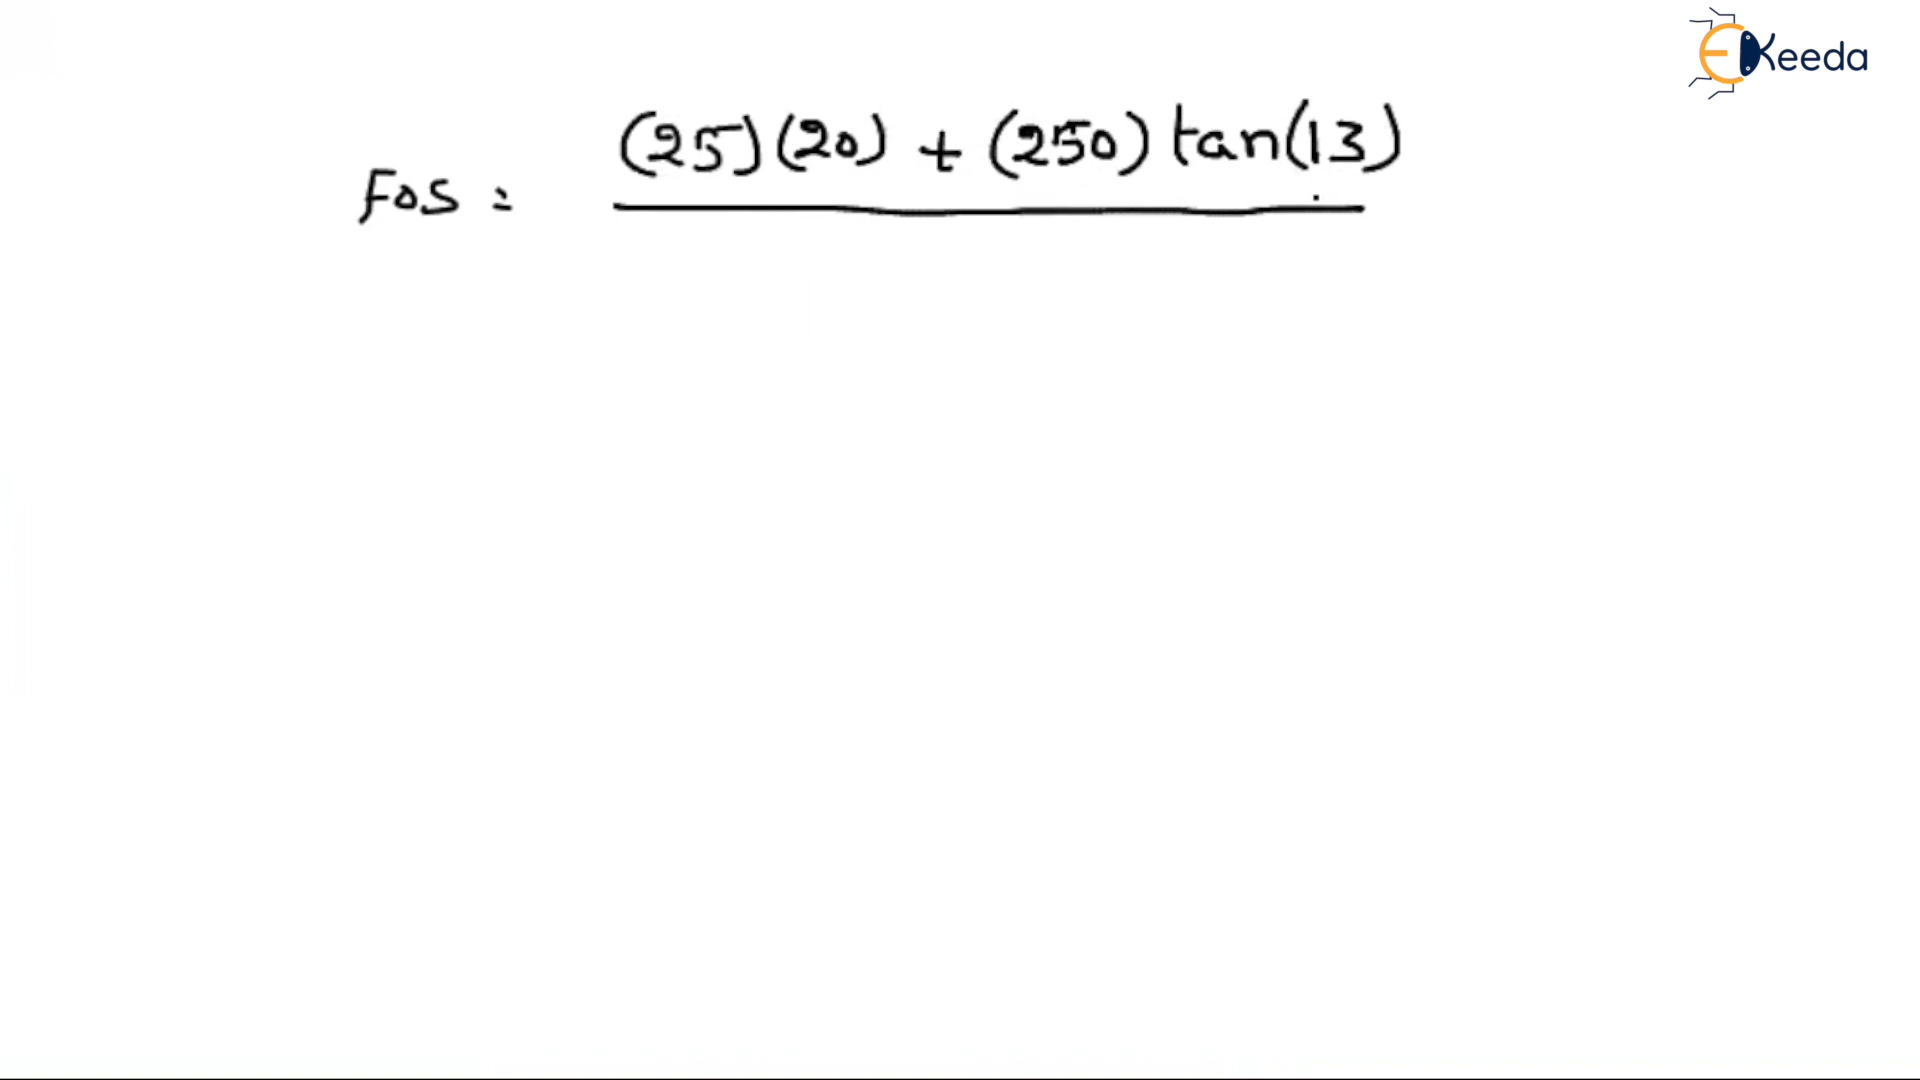 EKeeda
(25)(20) + (250) tan(13)
FOS =